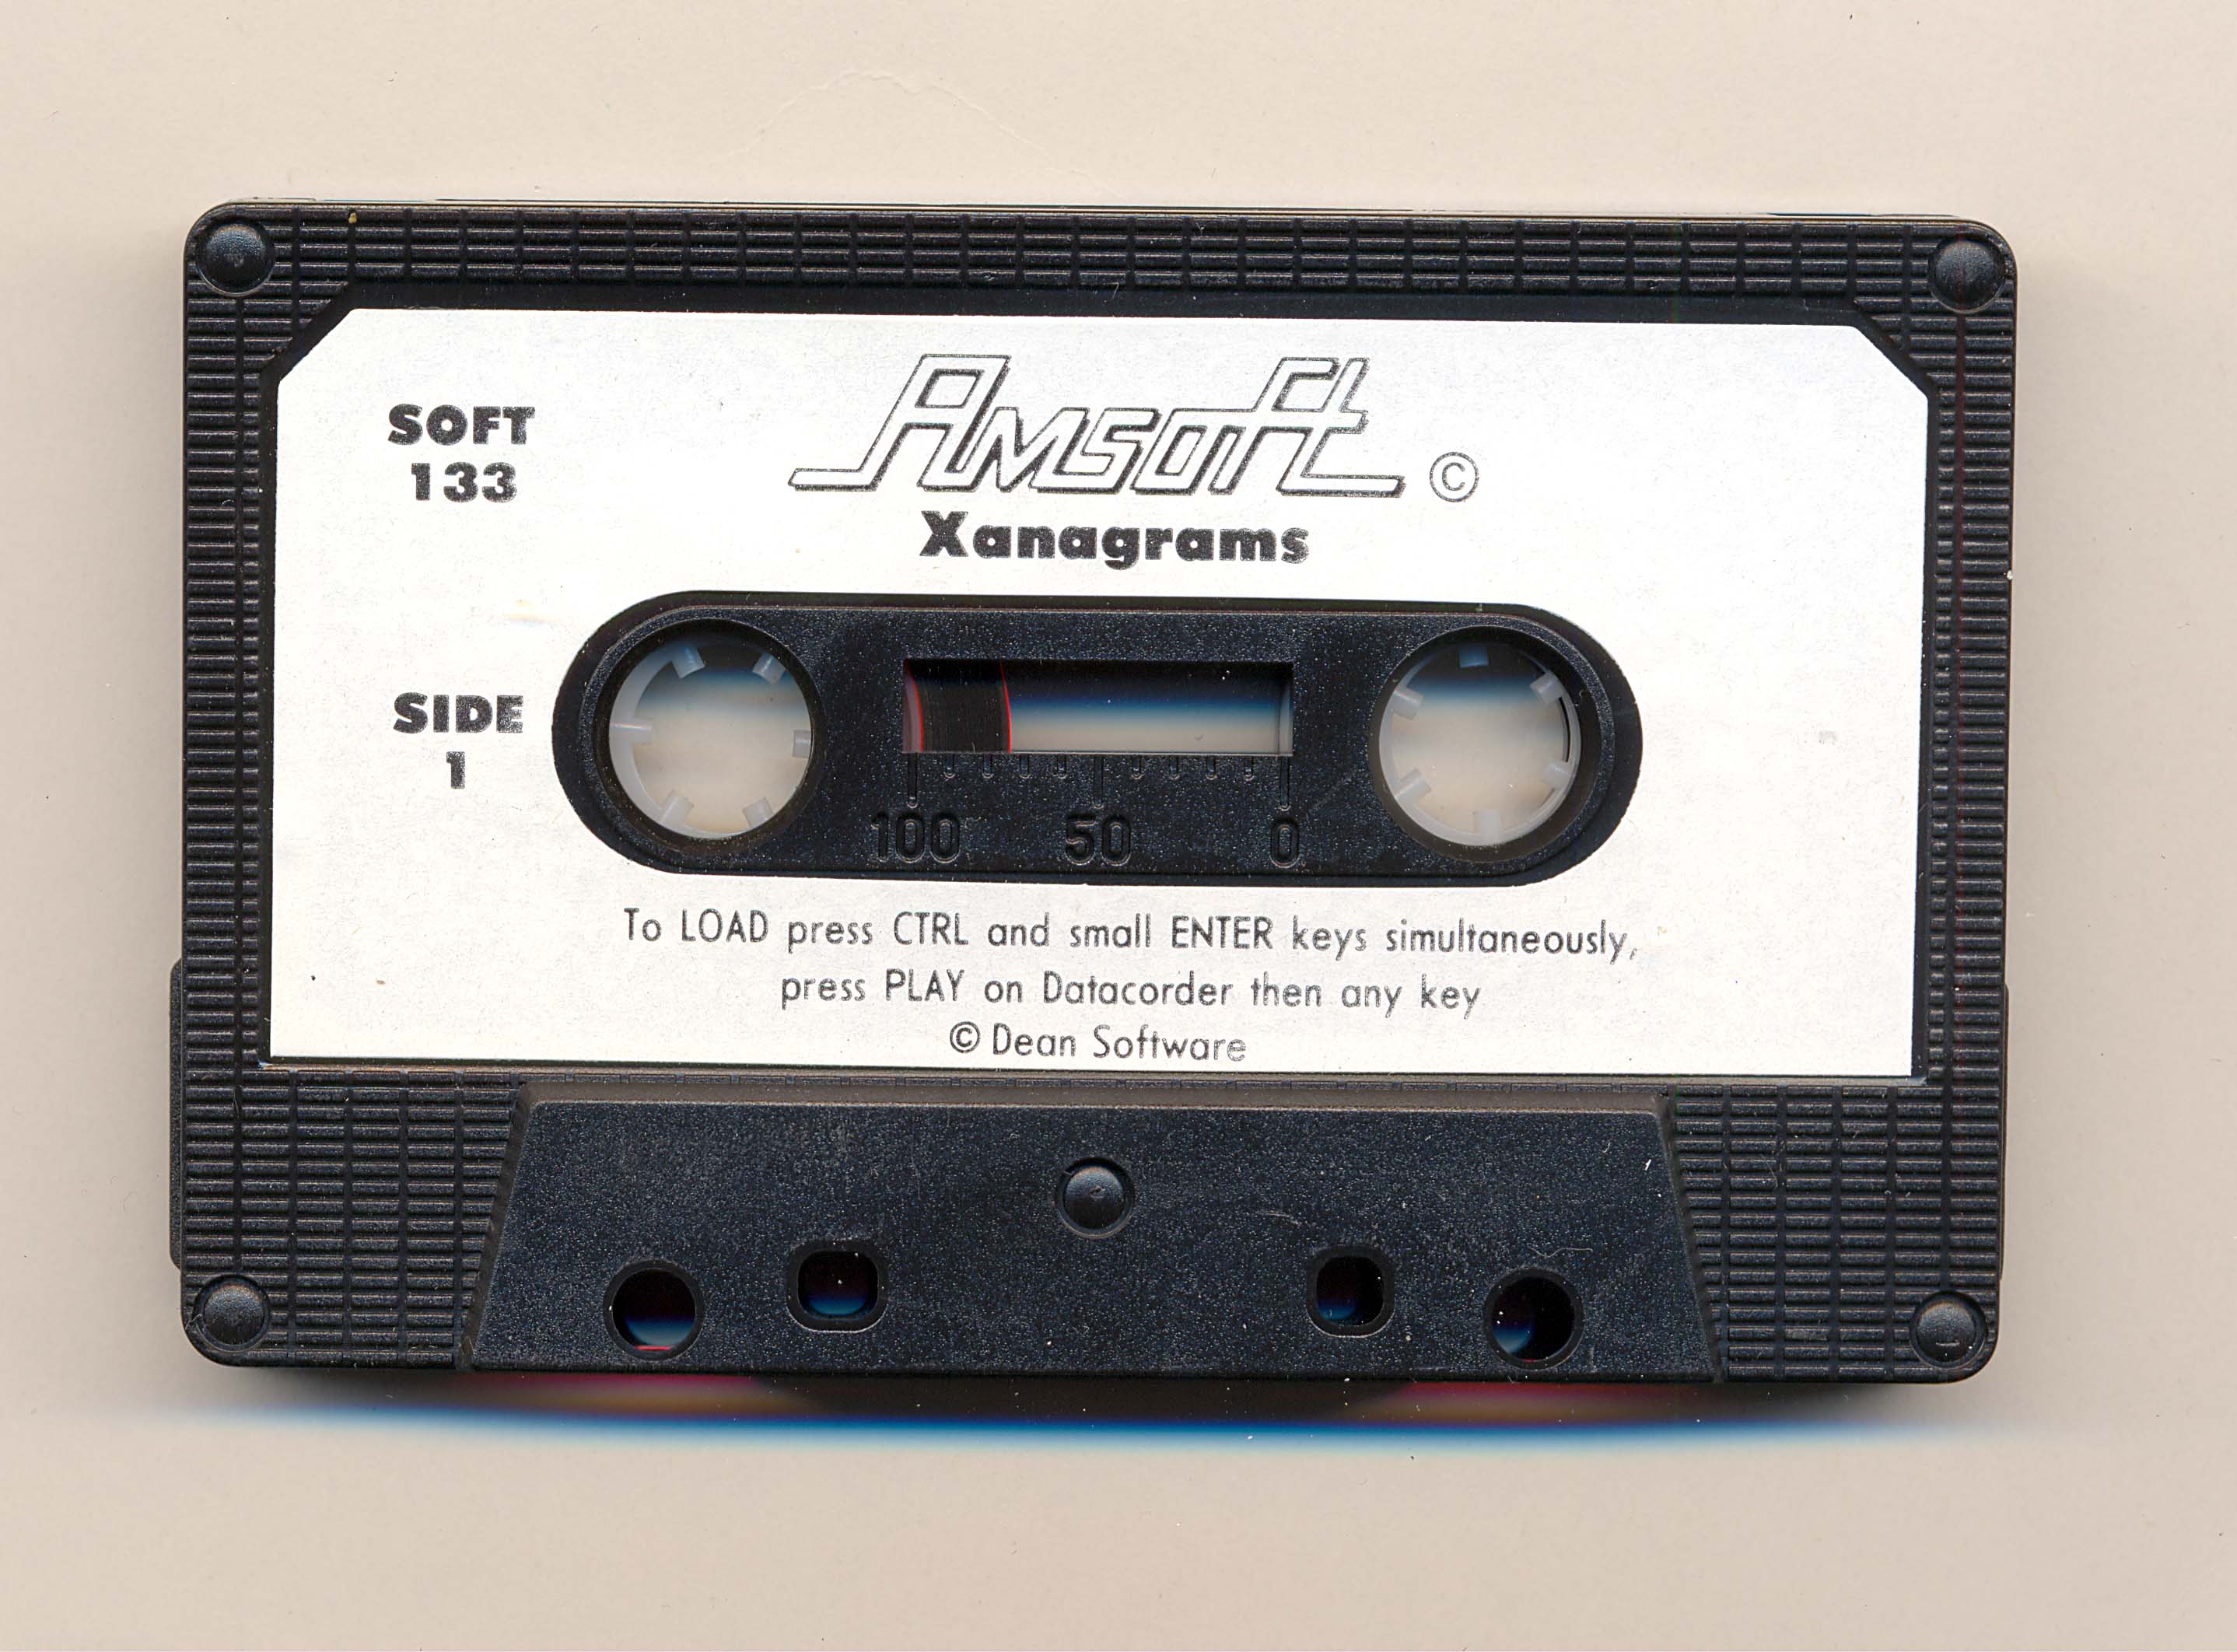 SOFT
133
Amsoft ©
Xanagrams
SIDE
1
100 50 0
To LOAD press CTRL and small ENTER keys simultaneously,
press PLAY on Datacorder then any key
© Dean Software